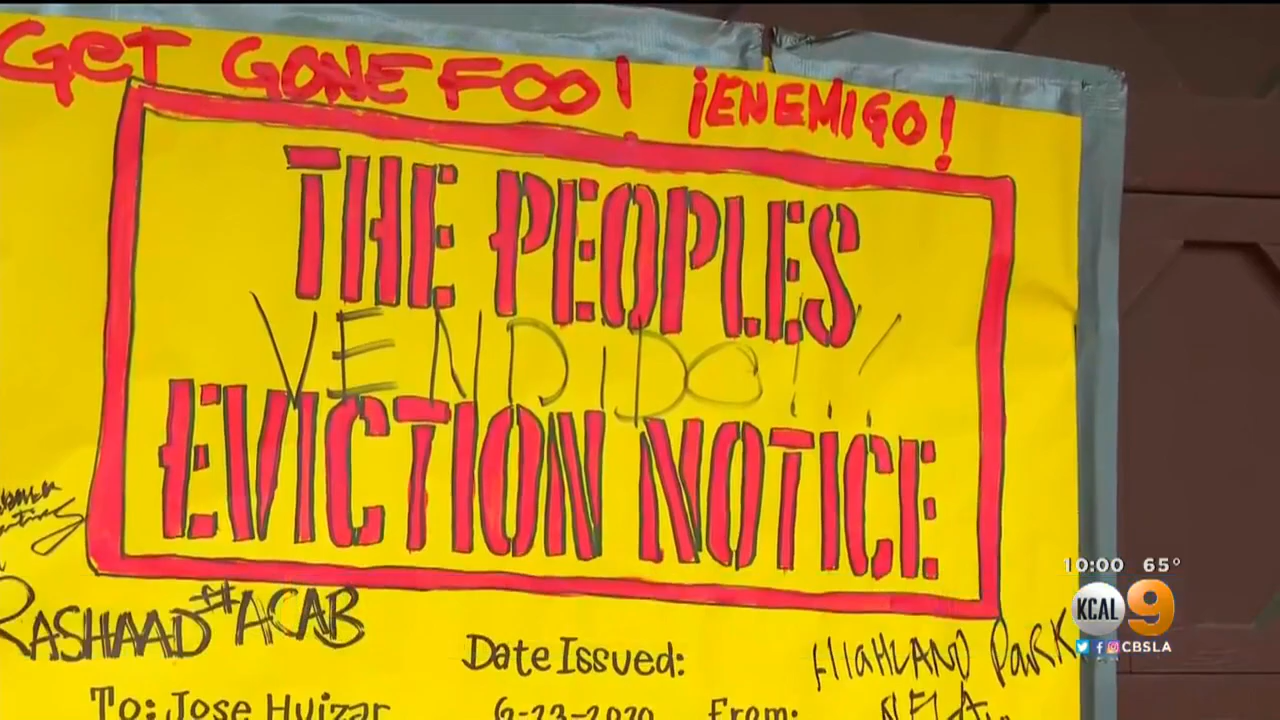 GET GONE FOO! ¡ENEMIGO!
THE PEOPLES
VENDIDO!!!
EVICTION NOTICE
RASHAAD #ACAB
Date Issued:
HIGHLAND PARK
To: Jose Huizar
6-23-2020
From:
NELA
10:00 65°
KCAL 9
CBSLA